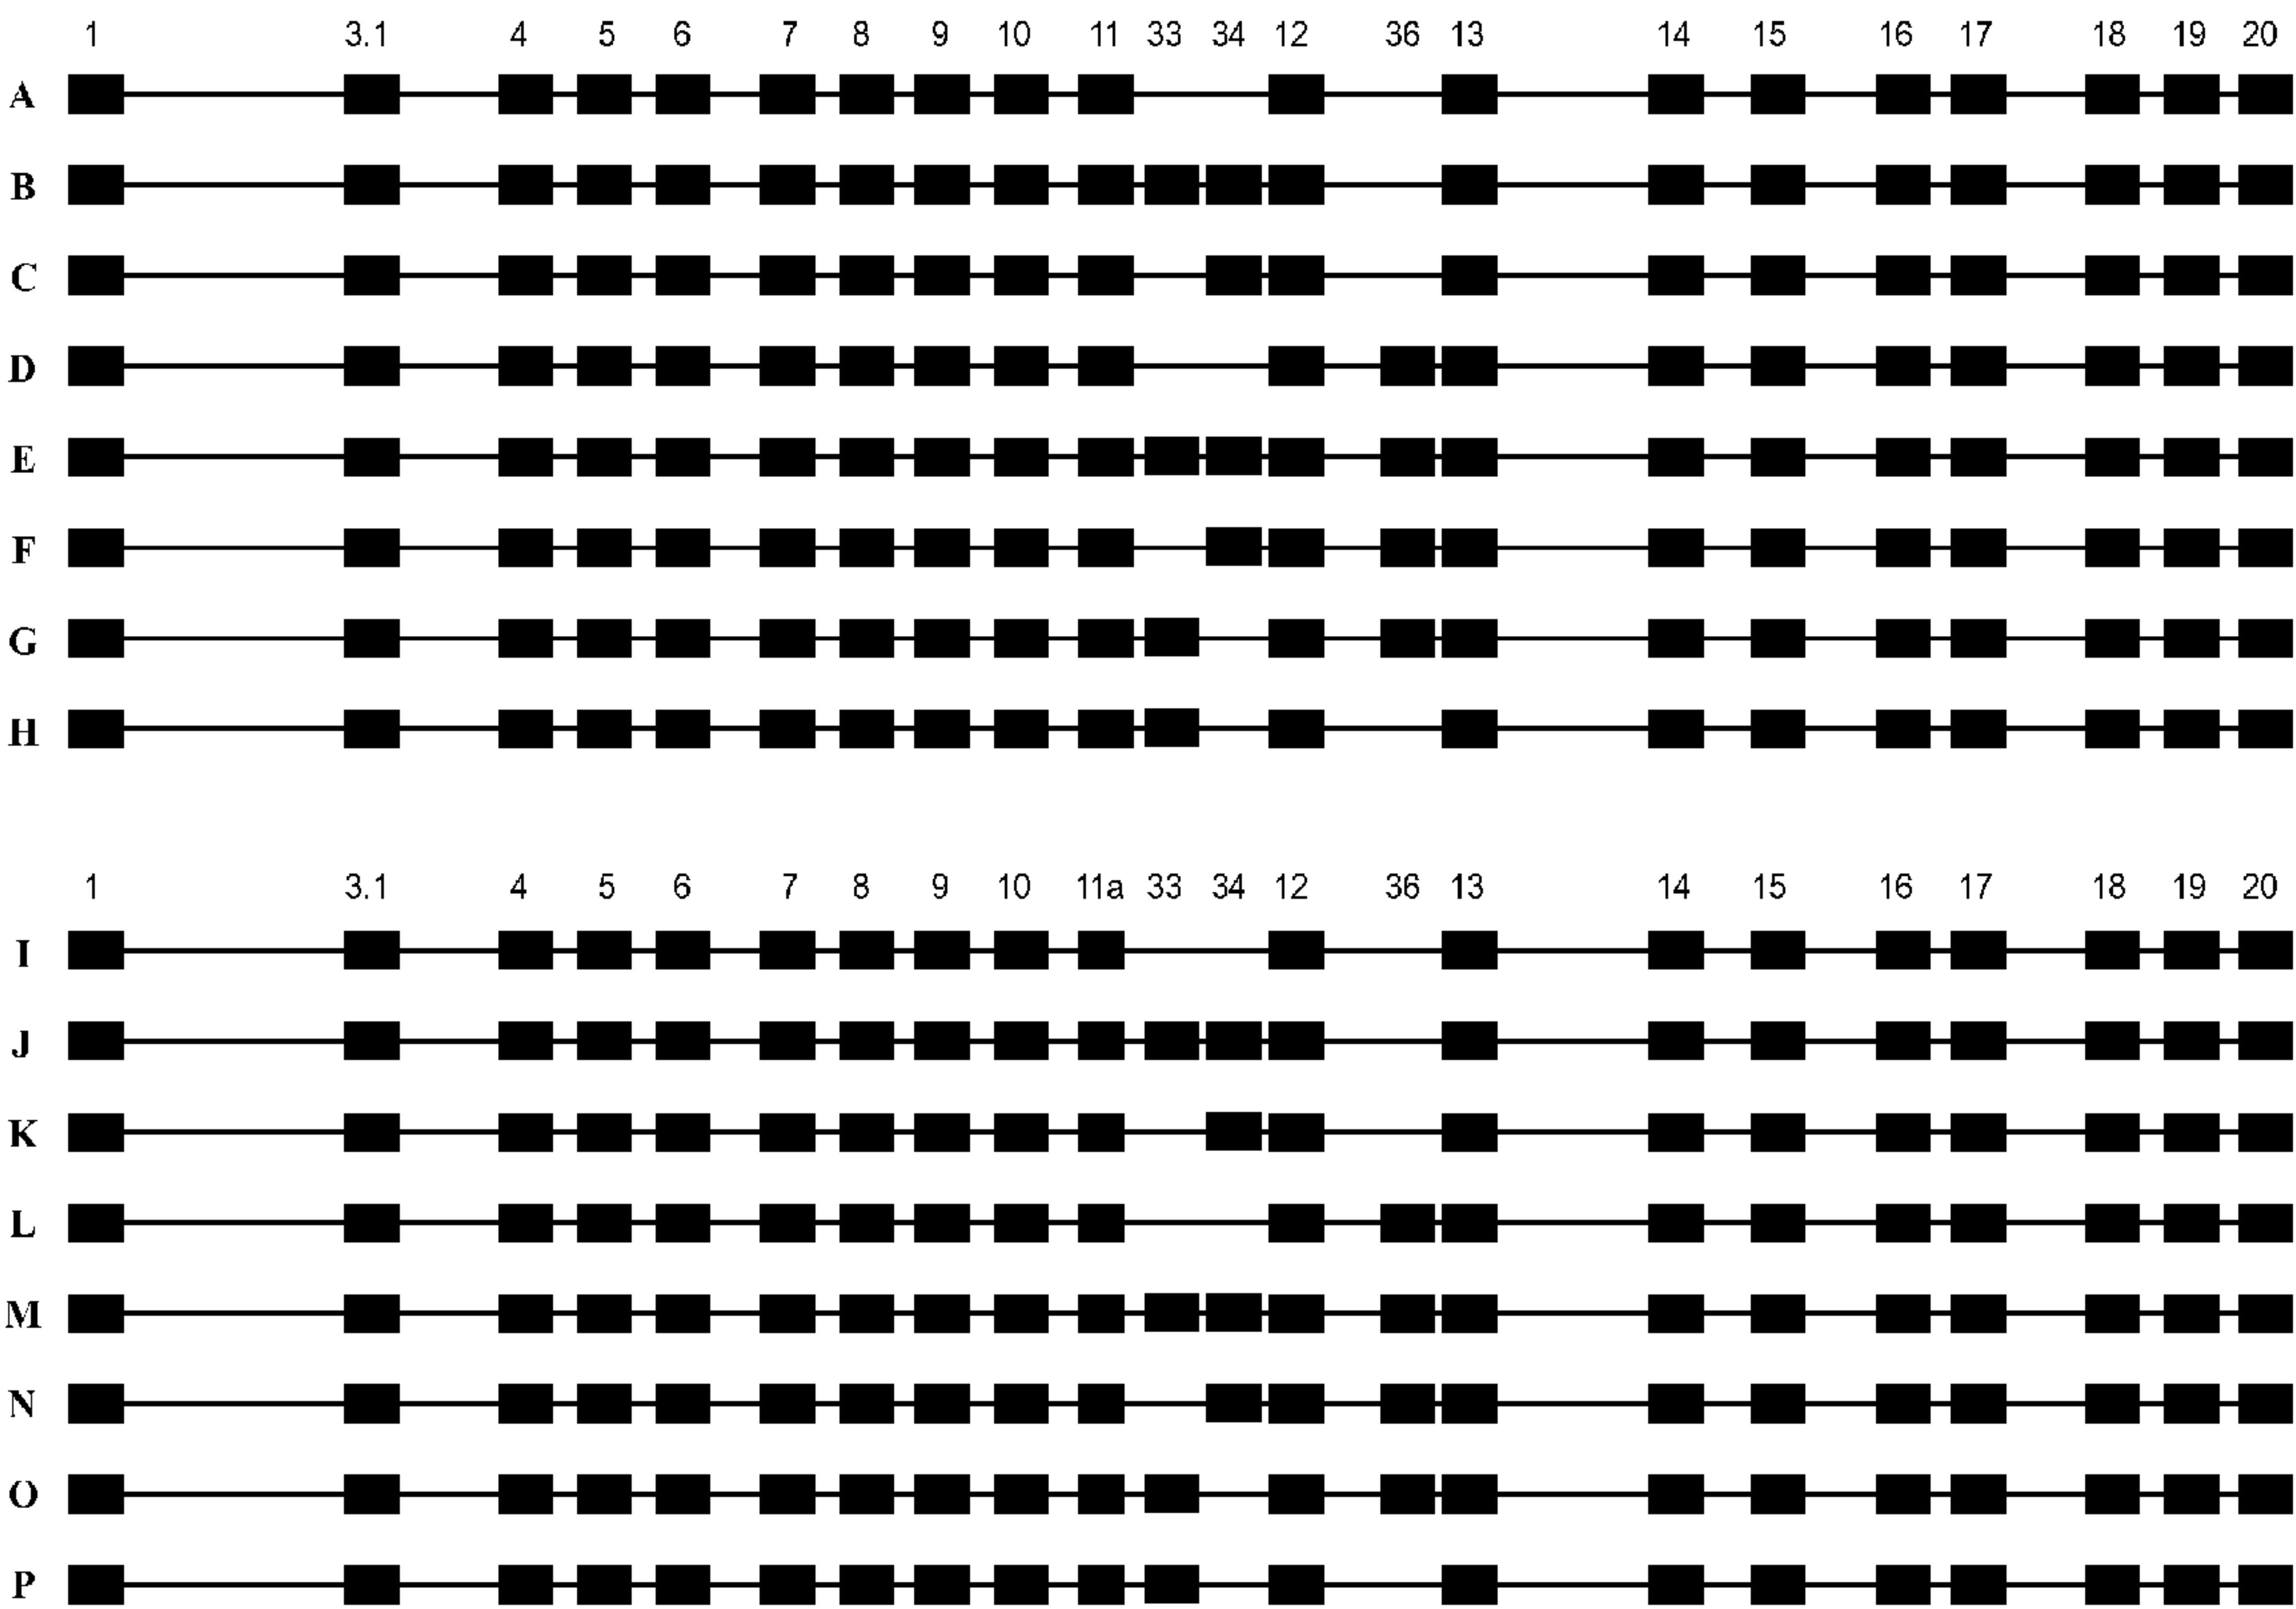 1 3.1 4 5 6 7 8 9 10 11 33 34 12 36 13 14 15 16 17 18 19 20
A
B
C
D
E
F
G
H
1 3.1 4 5 6 7 8 9 10 11a 33 34 12 36 13 14 15 16 17 18 19 20
I
J
K
L
M
N
O
P